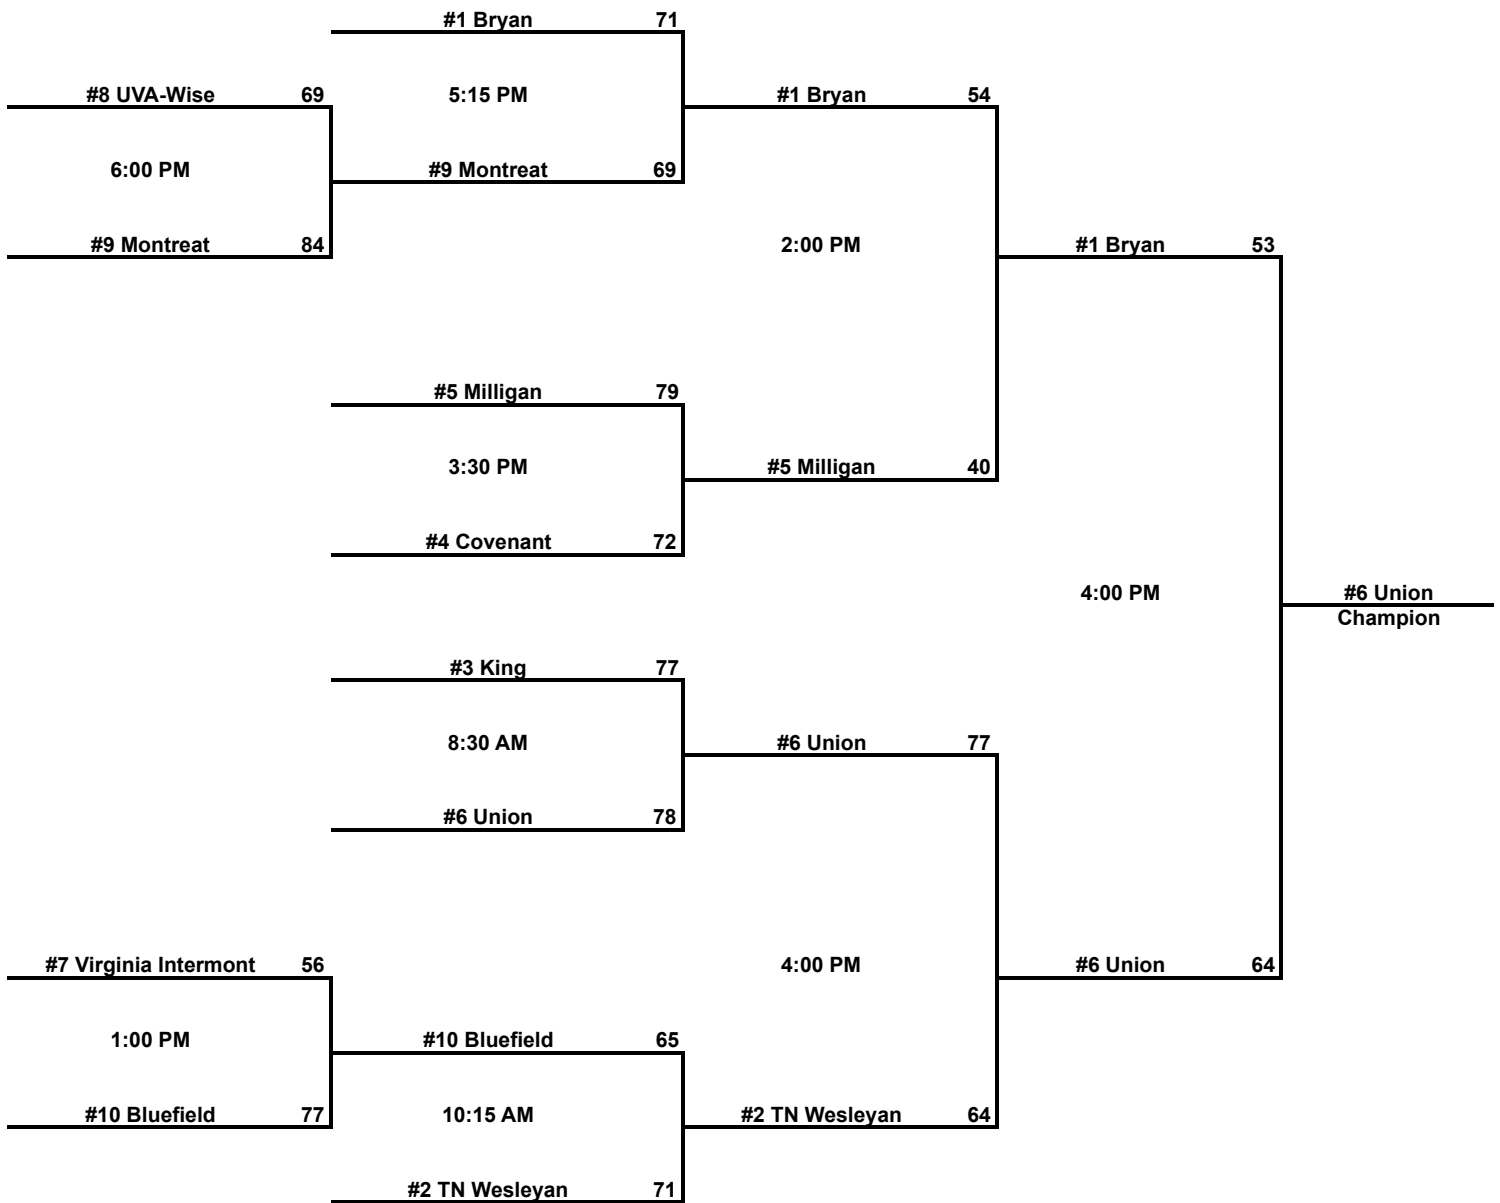 #1 Bryan 71
#8 UVA-Wise 69 5:15 PM #1 Bryan 54
6:00 PM #9 Montreat 69
#9 Montreat 84 2:00 PM #1 Bryan 53
#5 Milligan 79
3:30 PM #5 Milligan 40
#4 Covenant 72
4:00 PM #6 Union
Champion
#3 King 77
8:30 AM #6 Union 77
#6 Union 78
#7 Virginia Intermont 56 4:00 PM #6 Union 64
1:00 PM #10 Bluefield 65
#10 Bluefield 77 10:15 AM #2 TN Wesleyan 64
#2 TN Wesleyan 71